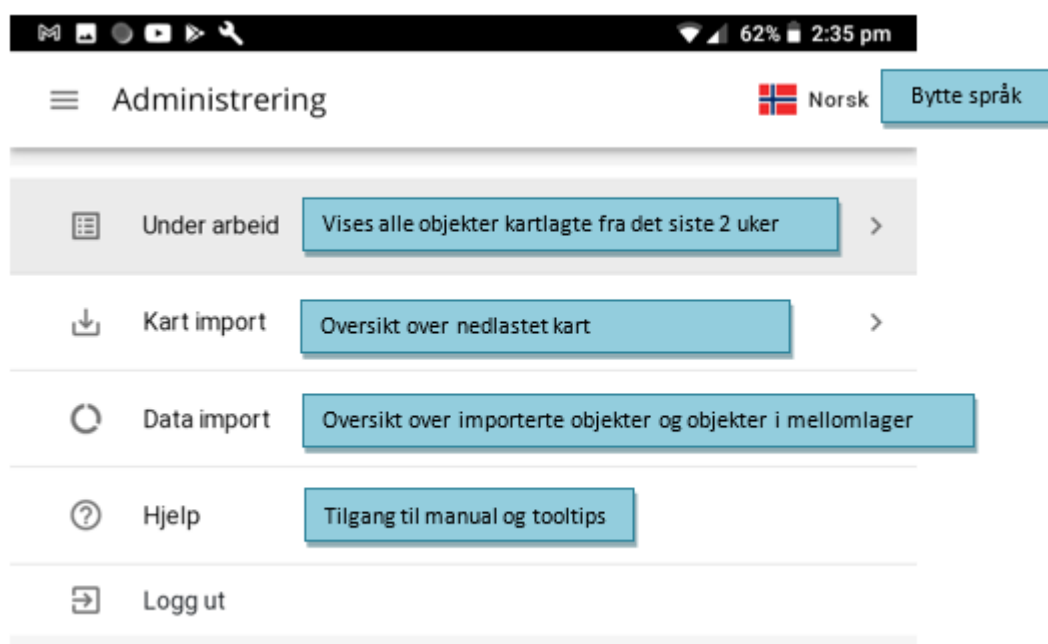 62% 2:35 pm
Administrering Norsk Bytte språk
Under arbeid Vises alle objekter kartlagte fra det siste 2 uker
Kart import Oversikt over nedlastet kart
Data import Oversikt over importerte objekter og objekter i mellomlager
Hjelp Tilgang til manual og tooltips
Logg ut